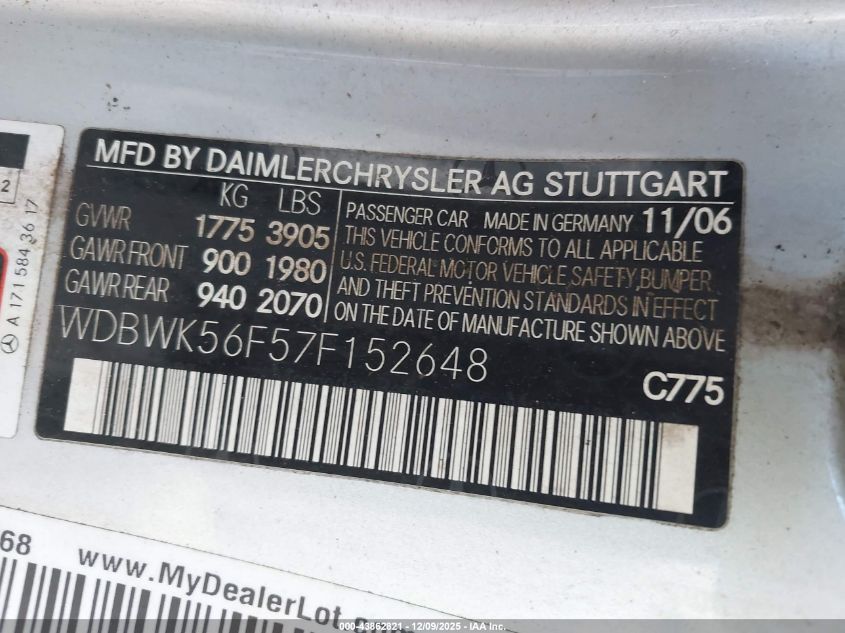 MFD BY DAIMLERCHRYSLER AG STUTTGART
KG LBS
GVWR 1775 3905
GAWR FRONT 900 1980
GAWR REAR 940 2070
PASSENGER CAR MADE IN GERMANY 11/06
THIS VEHICLE CONFORMS TO ALL APPLICABLE
U.S. FEDERAL MOTOR VEHICLE SAFETY, BUMPER
AND THEFT PREVENTION STANDARDS IN EFFECT
ON THE DATE OF MANUFACTURE SHOWN ABOVE
WDBWK56F57F152648
C775
2
A 171 584 36 17
68
www.MyDealerLot
000-43862821 - 12/09/2025 - IAA Inc.